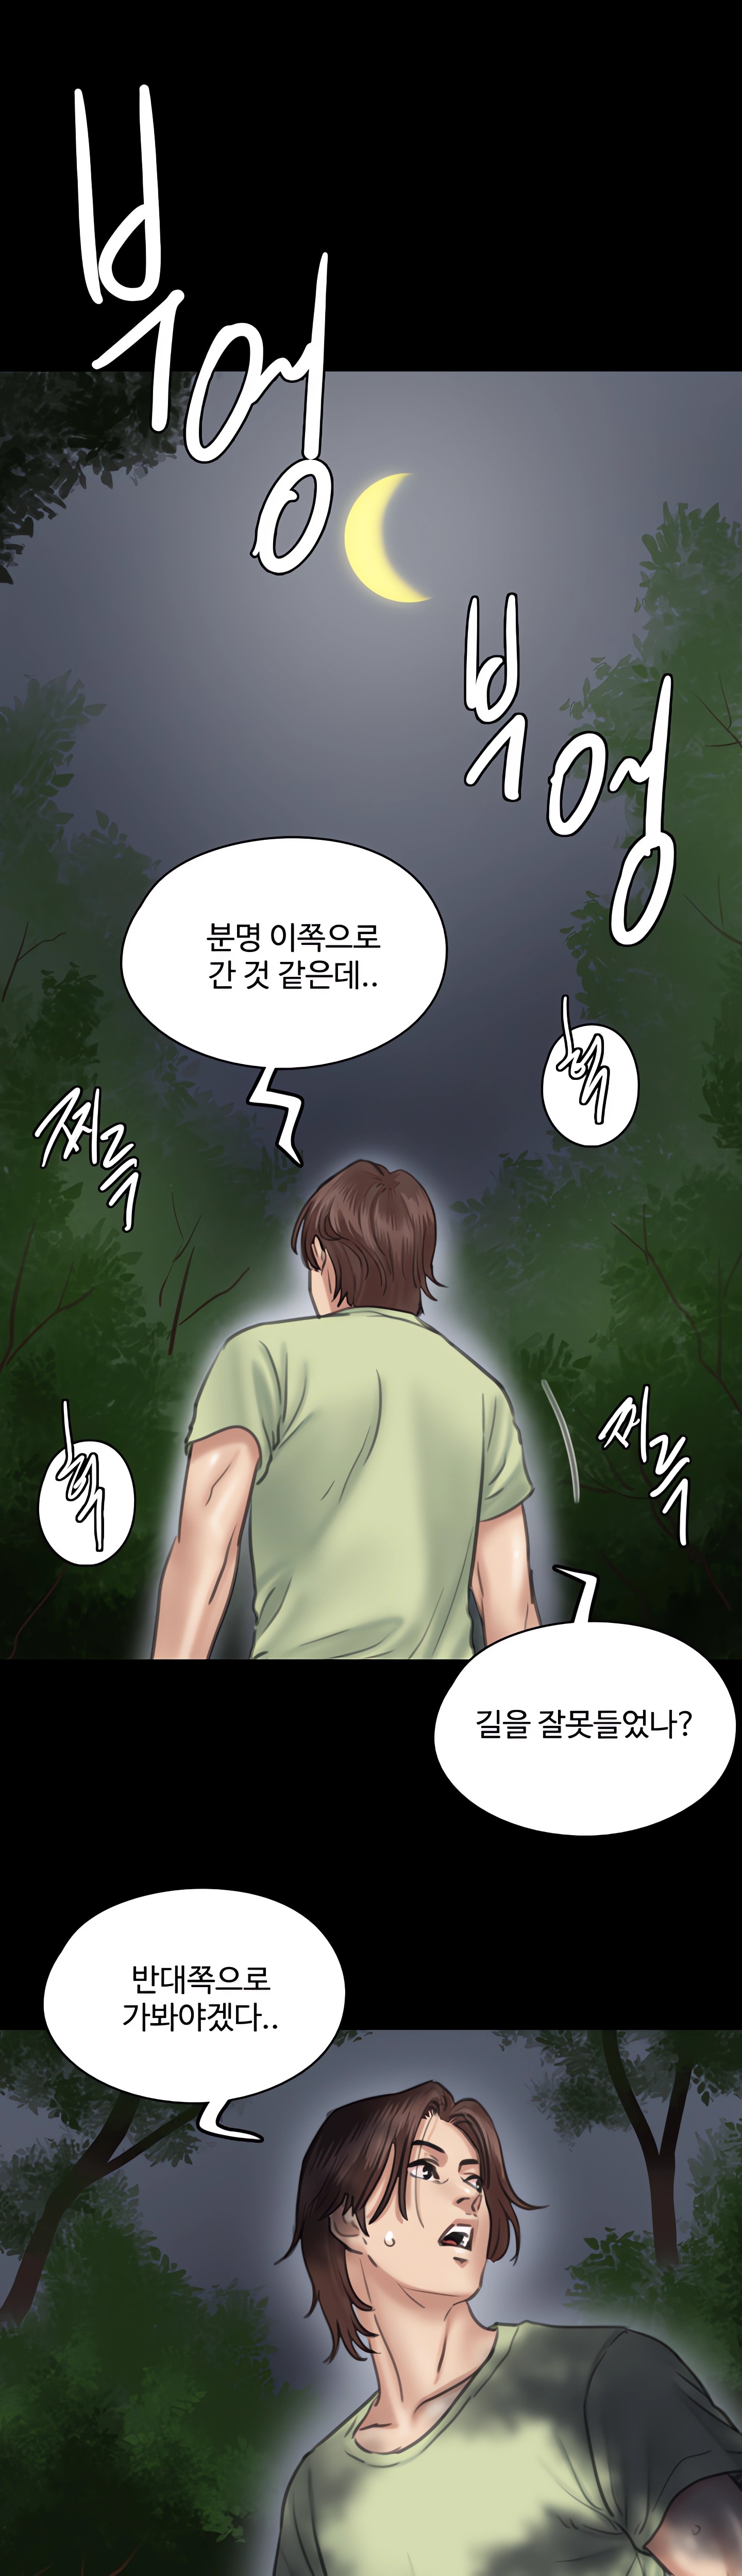 부엉
부엉
분명 이쪽으로
간 것 같은데..
헉
찌륵
찌륵
헉
길을 잘못들었나?
반대쪽으로
가봐야겠다..